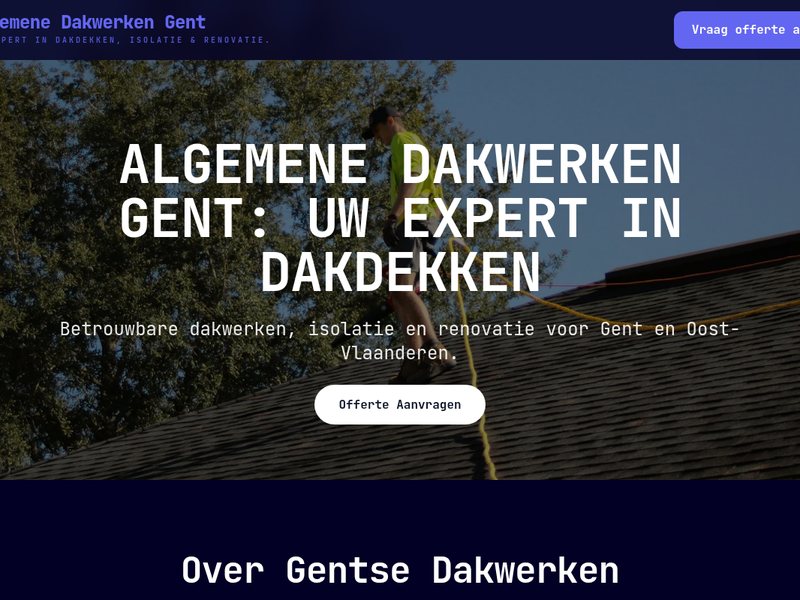 emene Dakwerken Gent
PERT IN DAKDEKKEN, ISOLATIE & RENOVATIE.
Vraag offerte a
ALGEMENE DAKWERKEN
GENT: UW EXPERT IN
DAKDEKKEN
Betrouwbare dakwerken, isolatie en renovatie voor Gent en Oost-
Vlaanderen.
Offerte Aanvragen
Over Gentse Dakwerken